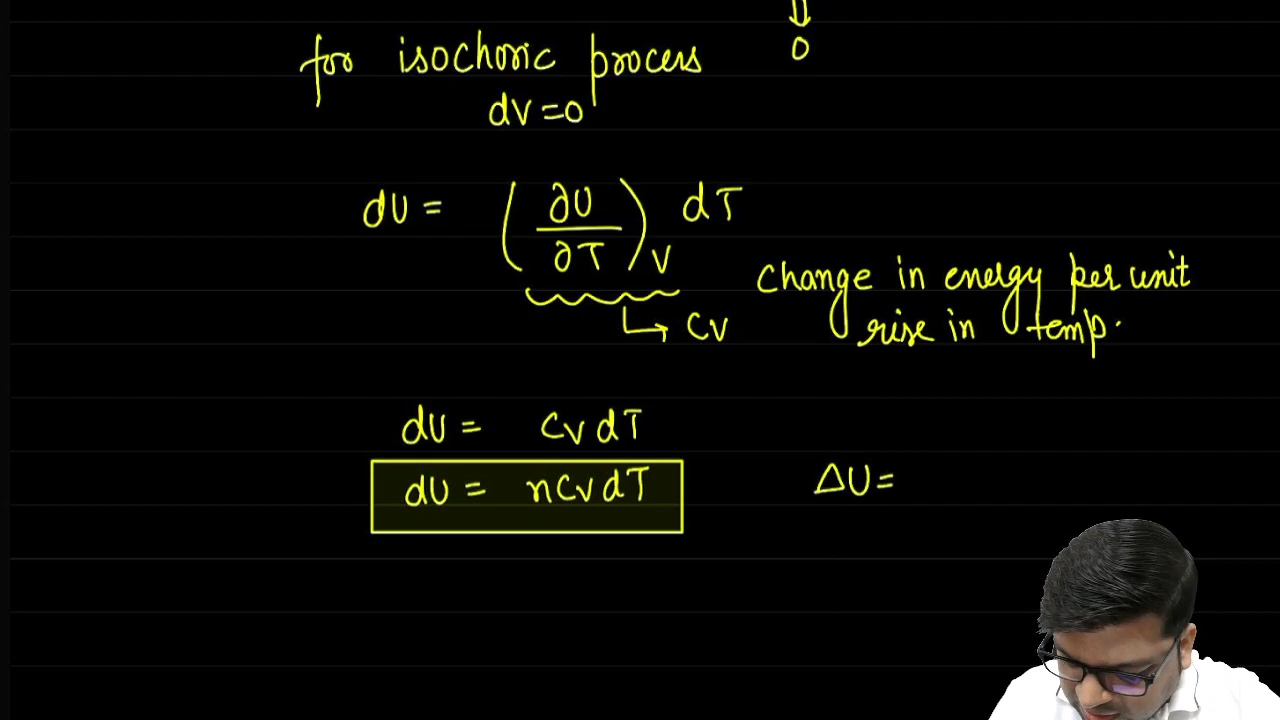 ⇓
for isochoric process 0
dV = 0
dU = (∂U/∂T)V dT
change in energy per unit
rise in temp.
↳ CV
dU = CV dT
dU = nCV dT
ΔU =